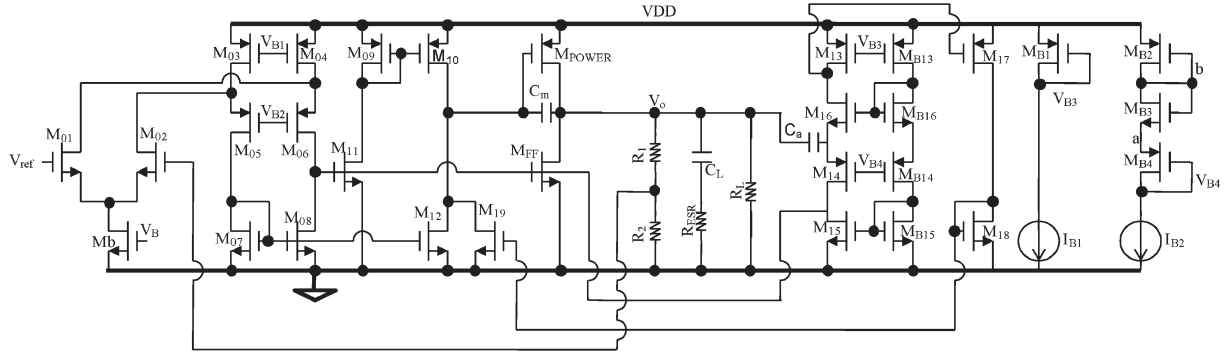 VDD
M03
VB1
M04
M09
M10
MPOWER
M13
VB3
MB13
M17
MB1
MB2
b
VB3
Cm
Vo
M16
MB16
MB3
Ca
a
M01
M02
VB2
M05
M06
M11
MFF
R1
CL
RL
M14
VB4
MB14
MB4
VB4
Vref
Mb
VB
M07
M08
M12
M19
R2
RESR
M15
MB15
M18
IB1
IB2